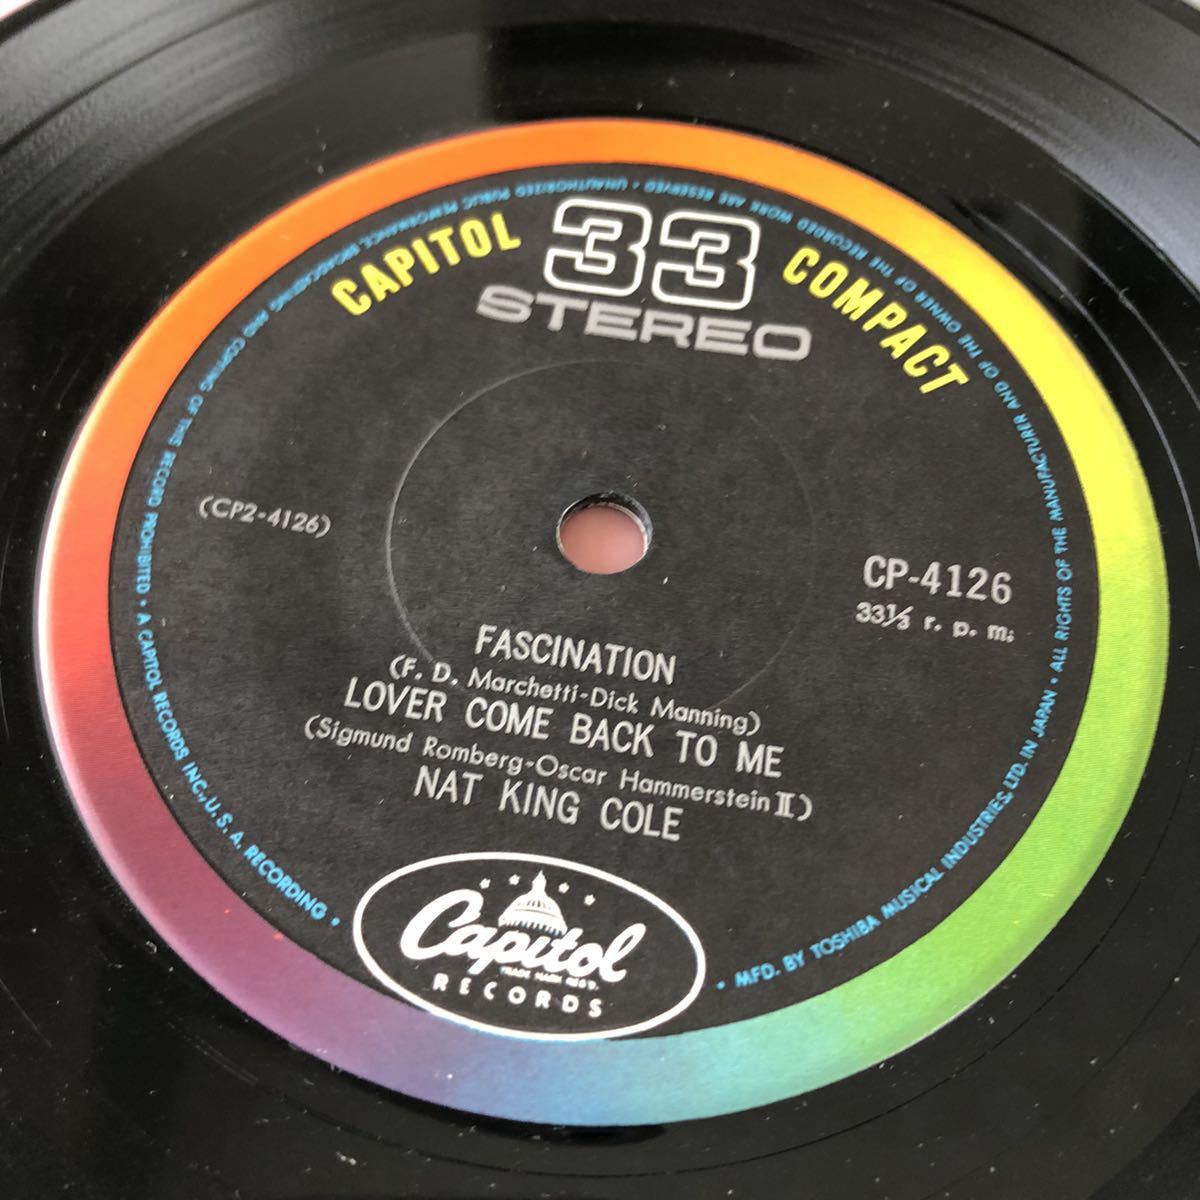 CAPITOL 33 COMPACT
STEREO
(CP2-4126)
CP-4126
33⅓ r. p. m.
FASCINATION
(F. D. Marchetti-Dick Manning)
LOVER COME BACK TO ME
(Sigmund Romberg-Oscar Hammerstein II)
NAT KING COLE
Capitol
TRADE MARK REG'D.
RECORDS
• MFD. BY TOSHIBA MUSICAL INDUSTRIES, LTD. IN JAPAN • ALL RIGHTS OF THE MANUFACTURER AND OF THE OWNER OF THE RECORDED WORK ARE RESERVED • UNAUTHORIZED PUBLIC PERFORMANCE, BROADCASTING AND COPYING OF THIS RECORD PROHIBITED • A CAPITOL RECORDS INC., U. S. A. RECORDING •